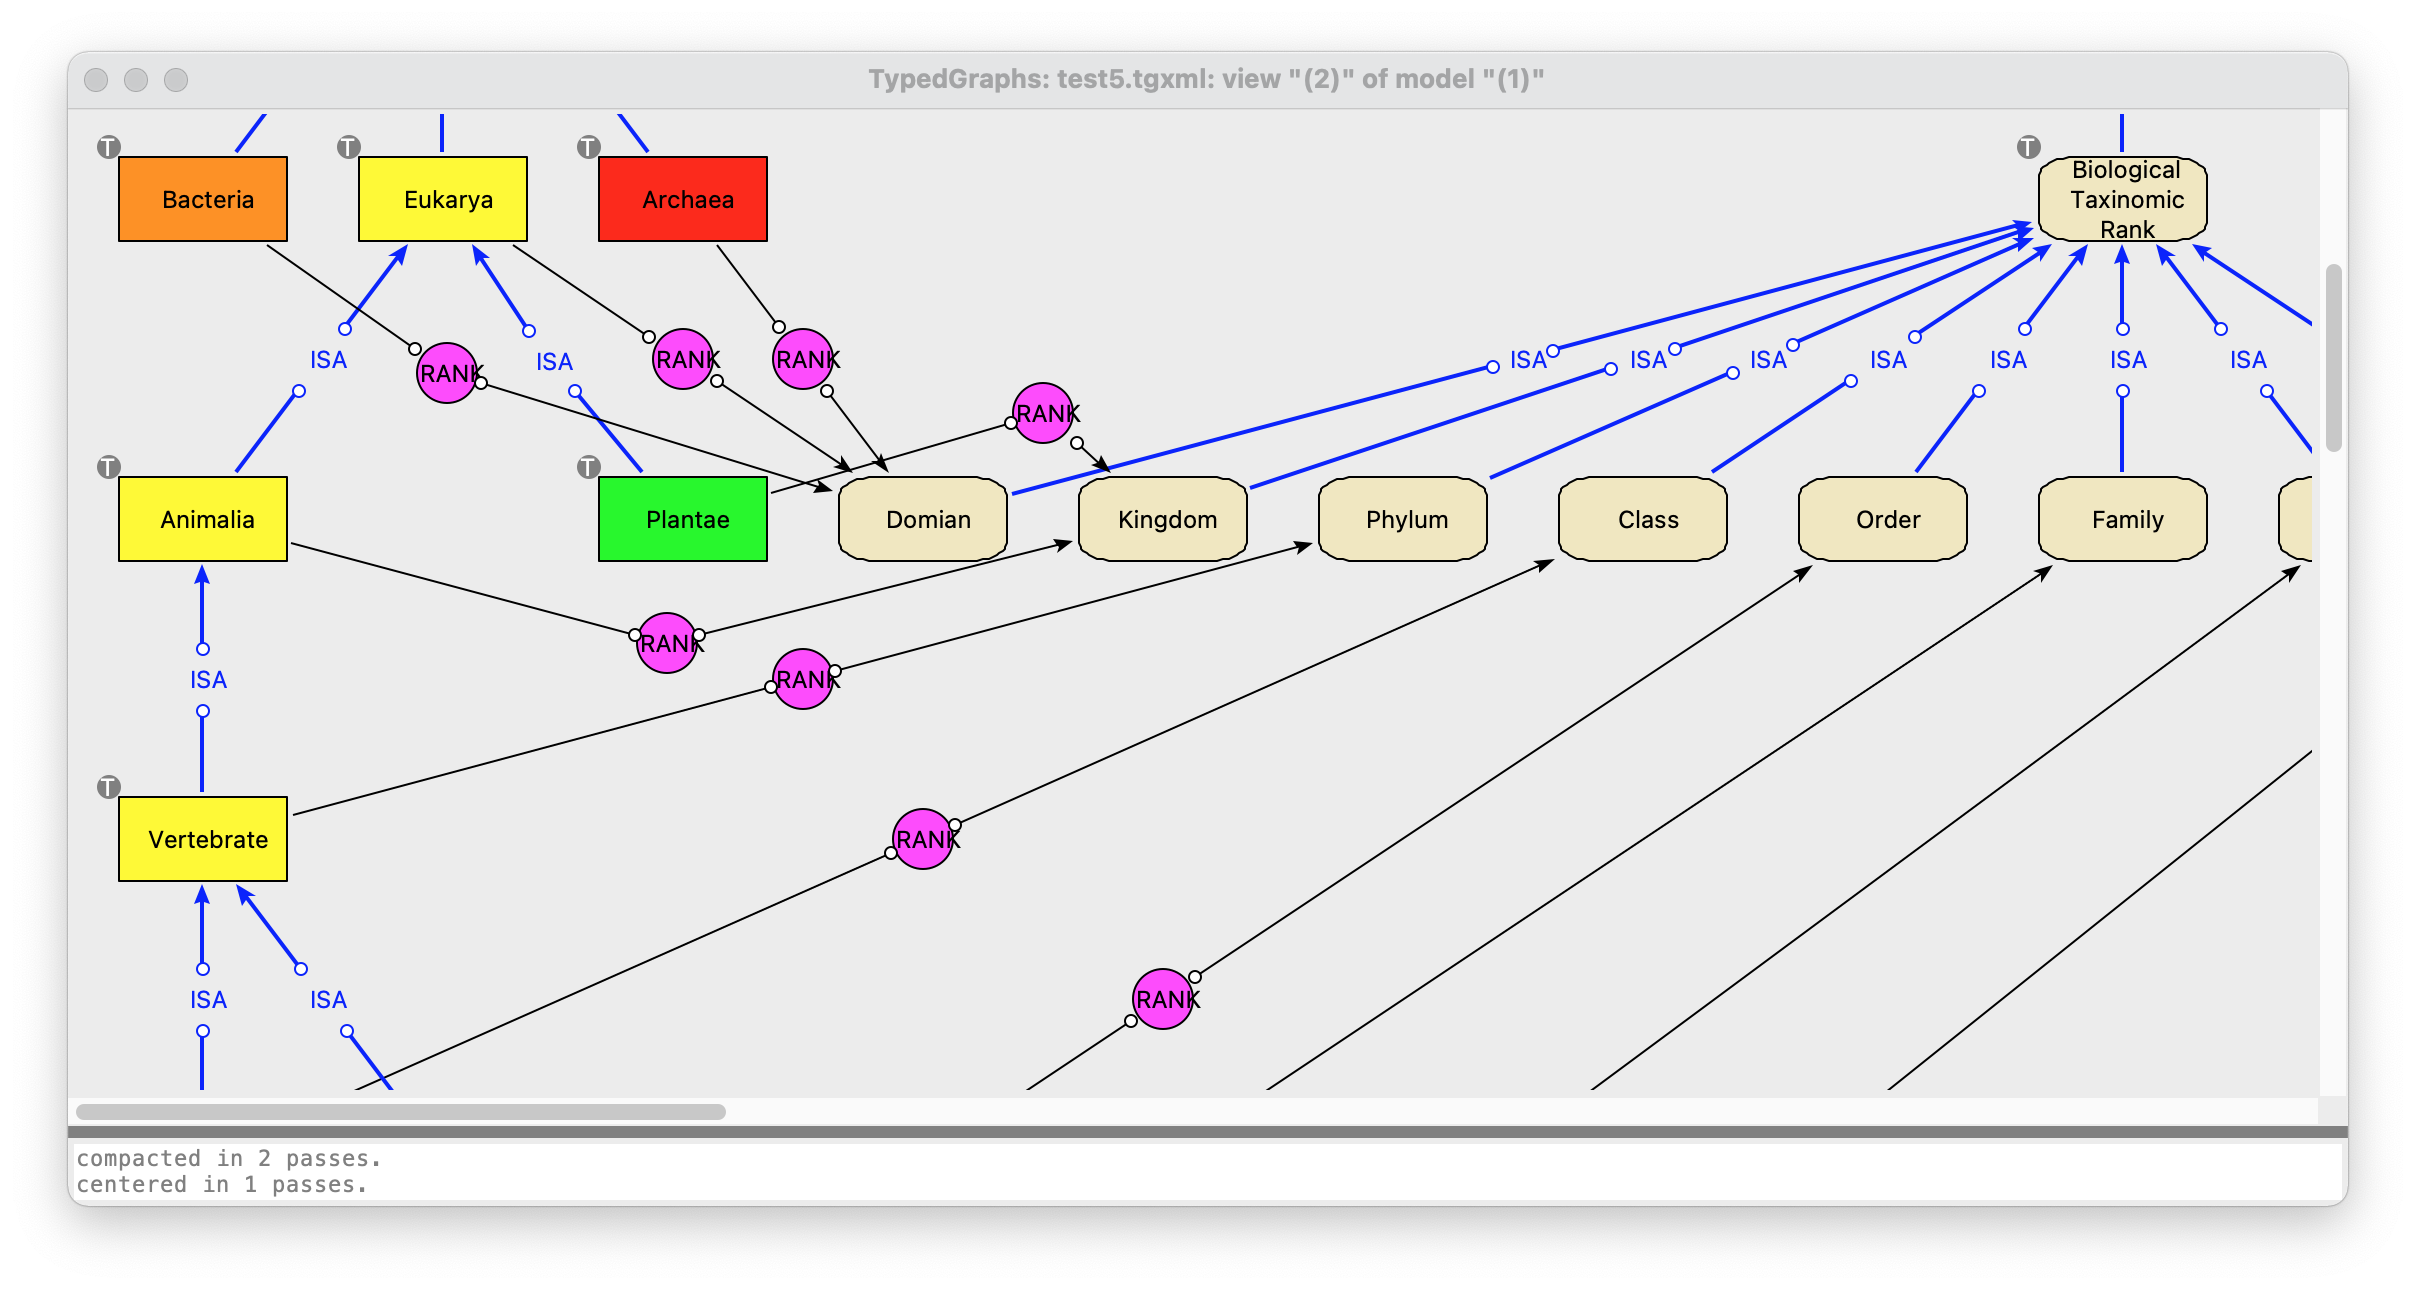 TypedGraphs: test5.tgxml: view "(2)" of model "(1)"
T
T
T
T
Bacteria
Eukarya
Archaea
Biological
Taxinomic
Rank
ISA
ISA
RANK
RANK
RANK
RANK
ISA
ISA
ISA
ISA
ISA
ISA
ISA
T
T
Animalia
Plantae
Domian
Kingdom
Phylum
Class
Order
Family
RANK
RANK
ISA
T
Vertebrate
RANK
ISA
ISA
RANK
compacted in 2 passes.
centered in 1 passes.